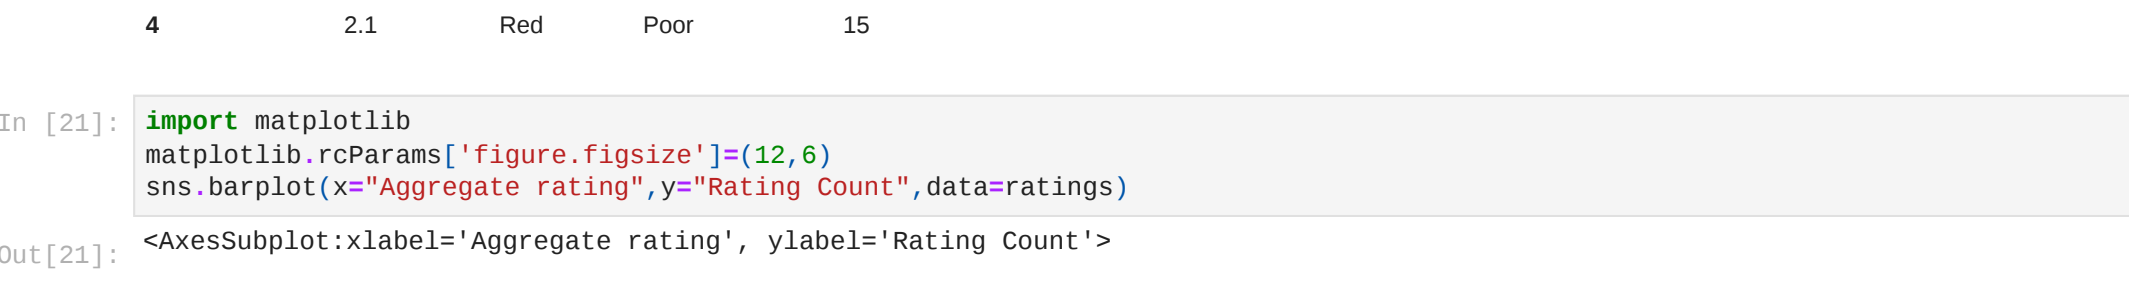 4 2.1 Red Poor 15
In [21]: import matplotlib
matplotlib.rcParams['figure.figsize']=(12,6)
sns.barplot(x="Aggregate rating",y="Rating Count",data=ratings)
Out[21]: <AxesSubplot:xlabel='Aggregate rating', ylabel='Rating Count'>